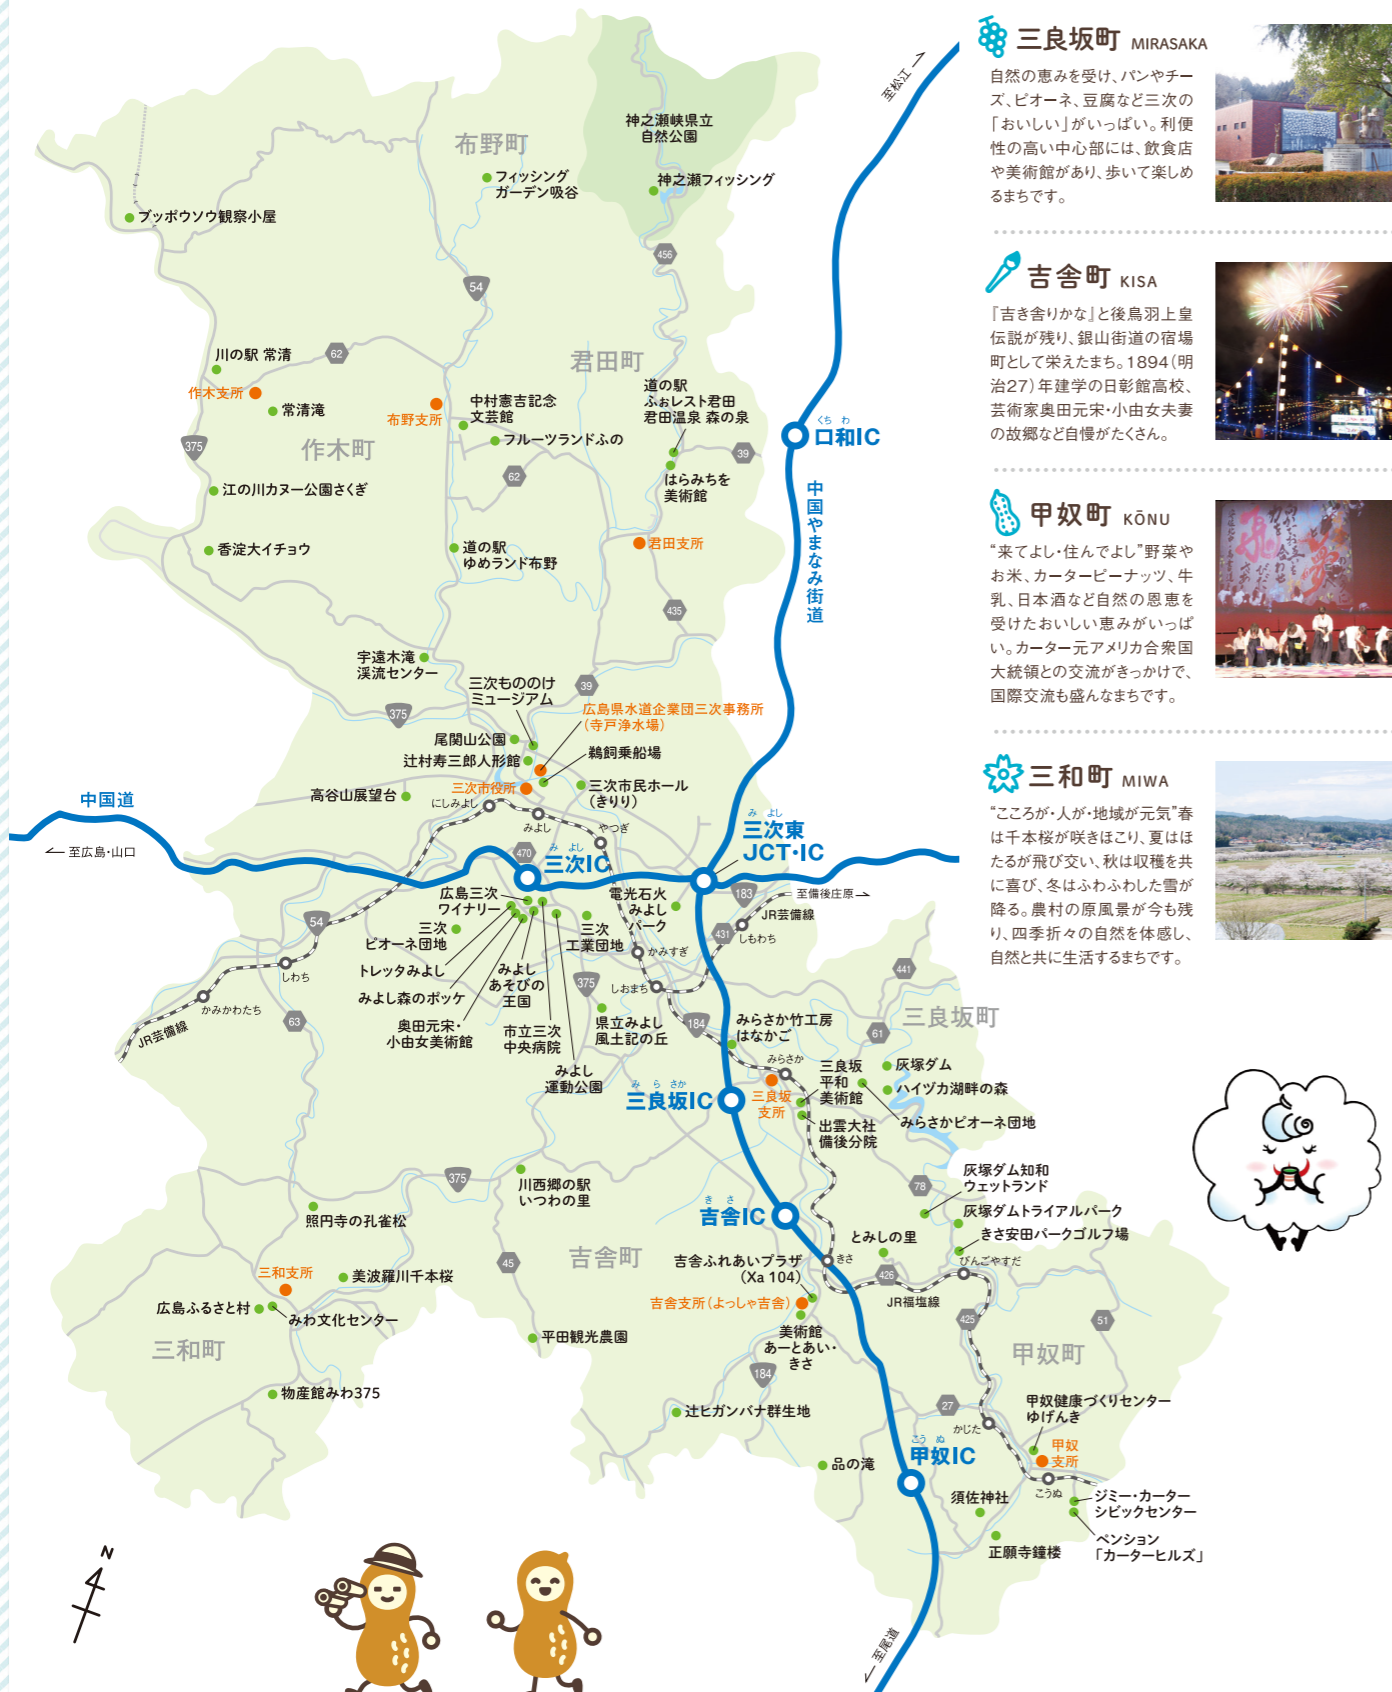 三良坂町 MIRASAKA
自然の恵みを受け、パンやチー
ズ、ピオーネ、豆腐など三次の
「おいしい」がいっぱい。利便
性の高い中心部には、飲食店
や美術館があり、歩いて楽しめ
るまちです。
吉舎町 KISA
『吉き舎りかな』と後鳥羽上皇
伝説が残り、銀山街道の宿場
町として栄えたまち。1894(明
治27)年建学の日彰館高校、
芸術家奥田元宋・小由女夫妻
の故郷など自慢がたくさん。
甲奴町 KŌNU
“来てよし・住んでよし”野菜や
お米、カーターピーナッツ、牛
乳、日本酒など自然の恩恵を
受けたおいしい恵みがいっぱ
い。カーター元アメリカ合衆国
大統領との交流がきっかけで、
国際交流も盛んなまちです。
三和町 MIWA
“こころが・人が・地域が元気”春
は千本桜が咲きほこり、夏はほ
たるが飛び交い、秋は収穫を共
に喜び、冬はふわふわした雪が
降る。農村の原風景が今も残
り、四季折々の自然を体感し、
自然と共に生活するまちです。
至松江
神之瀬峡県立
自然公園
布野町
フィッシング
ガーデン吸谷
神之瀬フィッシング
ブッポウソウ観察小屋
456
54
川の駅 常清
62
君田町
作木支所
常清滝
布野支所
中村憲吉記念
文芸館
道の駅
ふぉレスト君田
君田温泉 森の泉
くち わ
口和IC
375
作木町
フルーツランドふの
39
62
はらみちを
美術館
江の川カヌー公園さくぎ
中国やまなみ街道
香淀大イチョウ
道の駅
ゆめランド布野
君田支所
435
宇遠木滝
渓流センター
三次もののけ
ミュージアム
39
広島県水道企業団三次事務所
(寺戸浄水場)
375
尾関山公園
辻村寿三郎人形館
鵜飼乗船場
三次市役所
三次市民ホール
(きりり)
高谷山展望台
にしみよし
みよし
やつぎ
中国道
至広島・山口
470
み よし
三次IC
み よし
三次東
JCT・IC
183
至備後庄原
広島三次
ワイナリー
電光石火
みよし
パーク
JR芸備線
54
三次
ピオーネ団地
三次
工業団地
431
しもわち
かみすぎ
トレッタみよし
しわち
みよし
あそびの
王国
375
しおまち
441
みよし森のポッケ
かみかわたち
JR芸備線
63
奥田元宋・
小由女美術館
市立三次
中央病院
県立みよし
風土記の丘
184
みらさか竹工房
はなかご
61
三良坂町
みよし
運動公園
みらさか
三良坂
平和
美術館
灰塚ダム
ハイヅカ湖畔の森
み ら さか
三良坂IC
三良坂
支所
みらさかピオーネ団地
出雲大社
備後分院
375
川西郷の駅
いつわの里
灰塚ダム知和
ウェットランド
78
照円寺の孔雀松
き さ
吉舎IC
灰塚ダムトライアルパーク
とみしの里
きさ安田パークゴルフ場
吉舎町
45
吉舎ふれあいプラザ
(Xa 104)
きさ
びんごやすだ
426
三和支所
美波羅川千本桜
吉舎支所(よっしゃ吉舎)
JR福塩線
広島ふるさと村
みわ文化センター
美術館
あーとあい・
きさ
425
51
平田観光農園
三和町
甲奴町
184
物産館みわ375
辻ヒガンバナ群生地
27
甲奴健康づくりセンター
ゆげんき
かじた
こう ぬ
甲奴IC
甲奴
支所
品の滝
こうぬ
須佐神社
ジミー・カーター
シビックセンター
正願寺鐘楼
ペンション
「カーターヒルズ」
N
至尾道